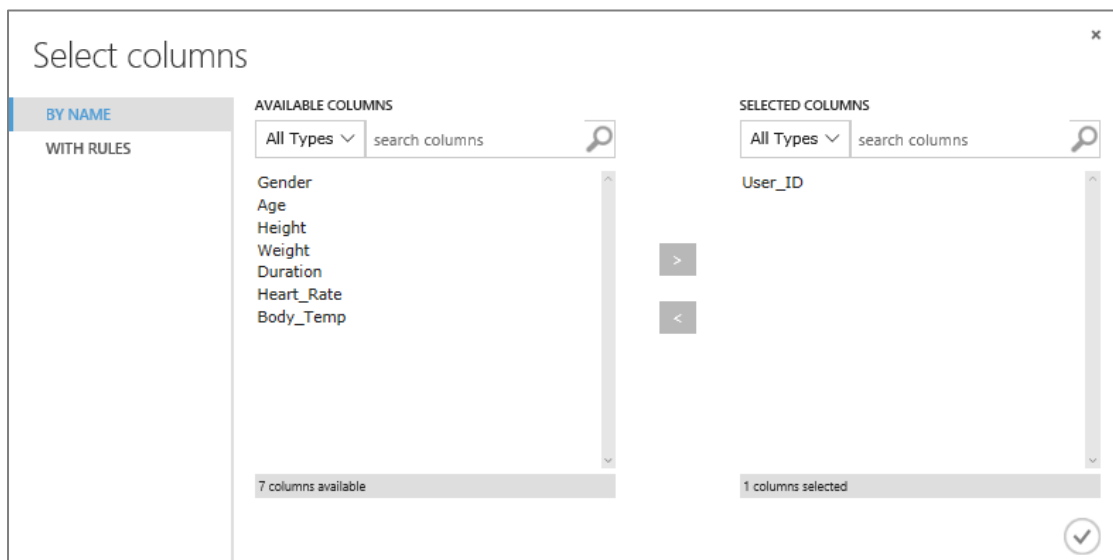 Select columns
×
BY NAME
WITH RULES
AVAILABLE COLUMNS
All Types
search columns
Gender
Age
Height
Weight
Duration
Heart_Rate
Body_Temp
7 columns available
>
<
SELECTED COLUMNS
All Types
search columns
User_ID
1 columns selected